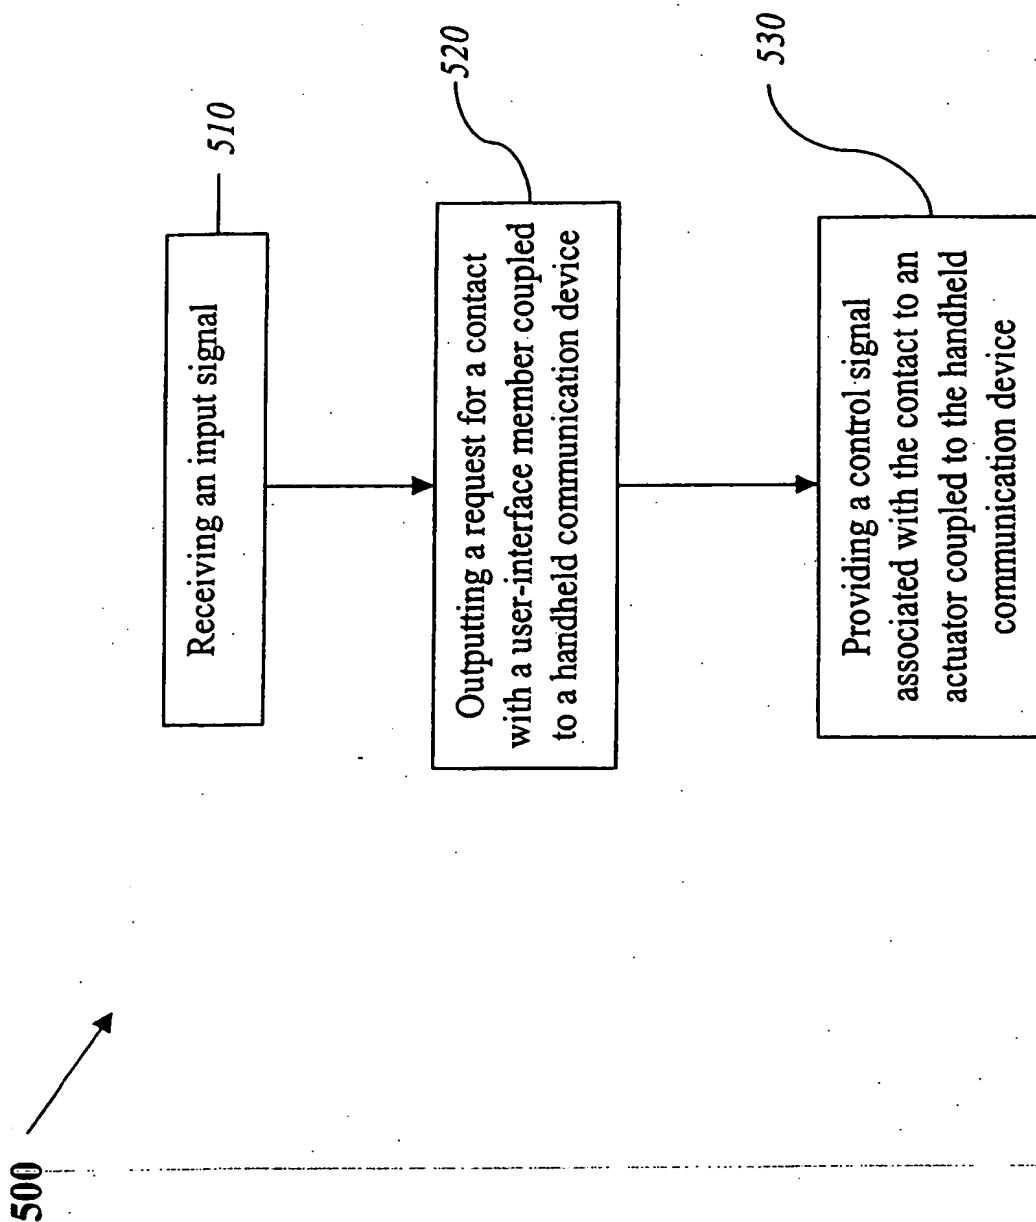 500
Receiving an input signal
510
Outputting a request for a contact
with a user-interface member coupled
to a handheld communication device
520
Providing a control signal
associated with the contact to an
actuator coupled to the handheld
communication device
530